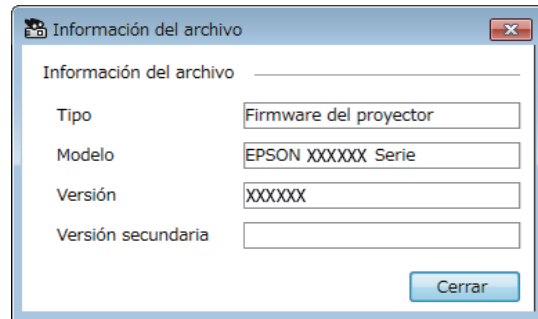 Información del archivo
Información del archivo
Tipo Firmware del proyector
Modelo EPSON XXXXXX Serie
Versión XXXXXX
Versión secundaria
Cerrar